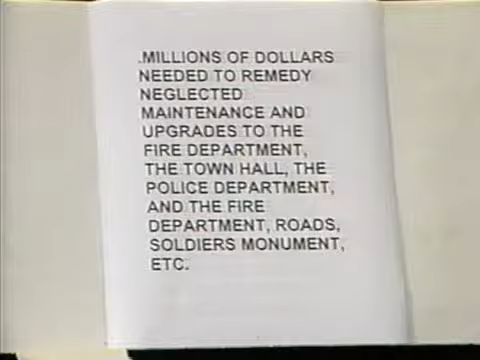 .MILLIONS OF DOLLARS
NEEDED TO REMEDY
NEGLECTED
MAINTENANCE AND
UPGRADES TO THE
FIRE DEPARTMENT,
THE TOWN HALL, THE
POLICE DEPARTMENT,
AND THE FIRE
DEPARTMENT, ROADS,
SOLDIERS MONUMENT,
ETC.